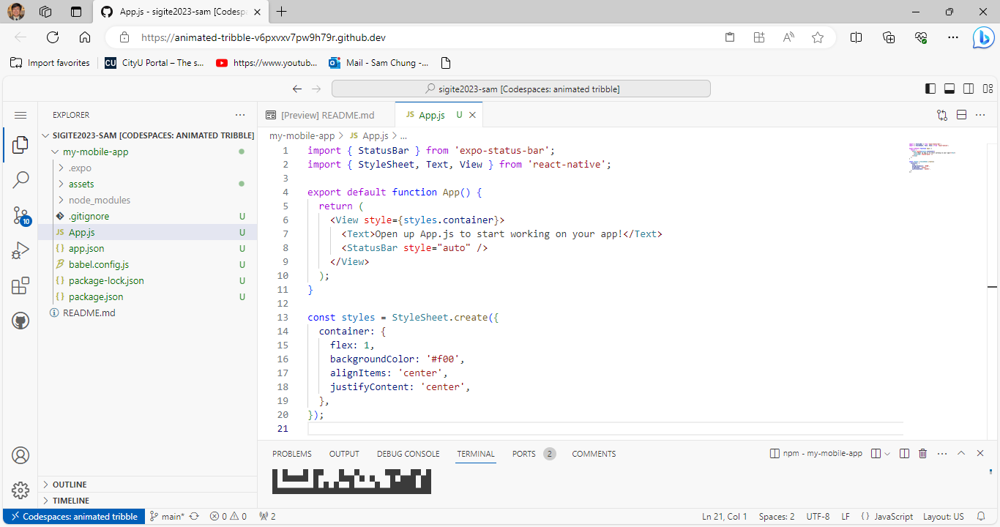 App.js - sigite2023-sam [Codesp
https://animated-tribble-v6pxvxv7pw9h79r.github.dev
Import favorites
CU CityU Portal – The s...
https://www.youtub...
Mail - Sam Chung -...
sigite2023-sam [Codespaces: animated tribble]
EXPLORER
SIGITE2023-SAM [CODESPACES: ANIMATED TRIBBLE]
my-mobile-app
.expo
assets
node_modules
.gitignore U
JS App.js U
{} app.json U
babel.config.js U
{} package-lock.json U
{} package.json U
README.md
OUTLINE
TIMELINE
10
[Preview] README.md
JS App.js U
my-mobile-app > JS App.js > ...
1 import { StatusBar } from 'expo-status-bar';
2 import { StyleSheet, Text, View } from 'react-native';
3
4 export default function App() {
5 return (
6 <View style={styles.container}>
7 <Text>Open up App.js to start working on your app!</Text>
8 <StatusBar style="auto" />
9 </View>
10 );
11 }
12
13 const styles = StyleSheet.create({
14 container: {
15 flex: 1,
16 backgroundColor: '#f00',
17 alignItems: 'center',
18 justifyContent: 'center',
19 },
20 });
21
PROBLEMS OUTPUT DEBUG CONSOLE TERMINAL PORTS 2 COMMENTS
npm - my-mobile-app
Codespaces: animated tribble main* 0 0 2
Ln 21, Col 1 Spaces: 2 UTF-8 LF {} JavaScript Layout: US